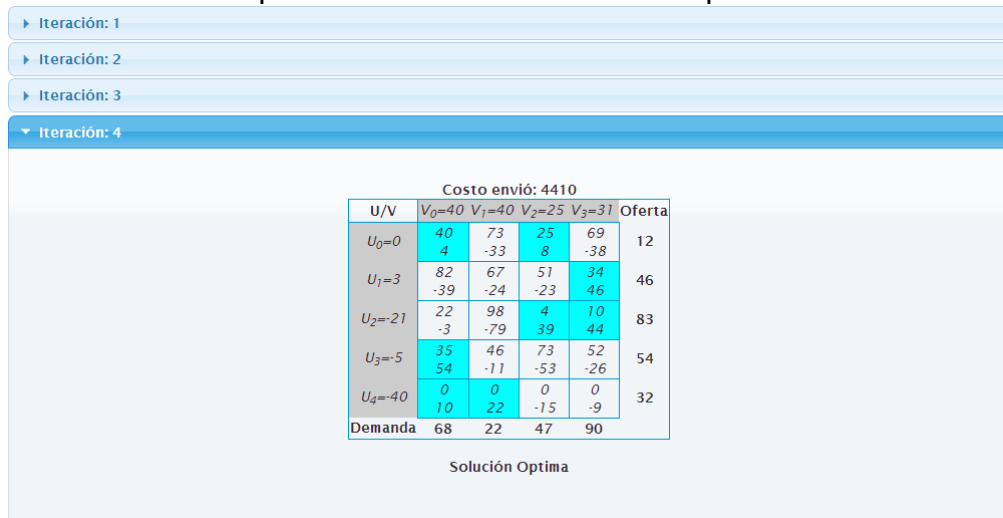 Iteración: 1
Iteración: 2
Iteración: 3
Iteración: 4
Costo envió: 4410
U/V V0=40 V1=40 V2=25 V3=31 Oferta
U0=0 40 73 25 69 12
4 -33 8 -38
U1=3 82 67 51 34 46
-39 -24 -23 46
U2=-21 22 98 4 10 83
-3 -79 39 44
U3=-5 35 46 73 52 54
54 -11 -53 -26
U4=-40 0 0 0 0 32
10 22 -15 -9
Demanda 68 22 47 90
Solución Optima